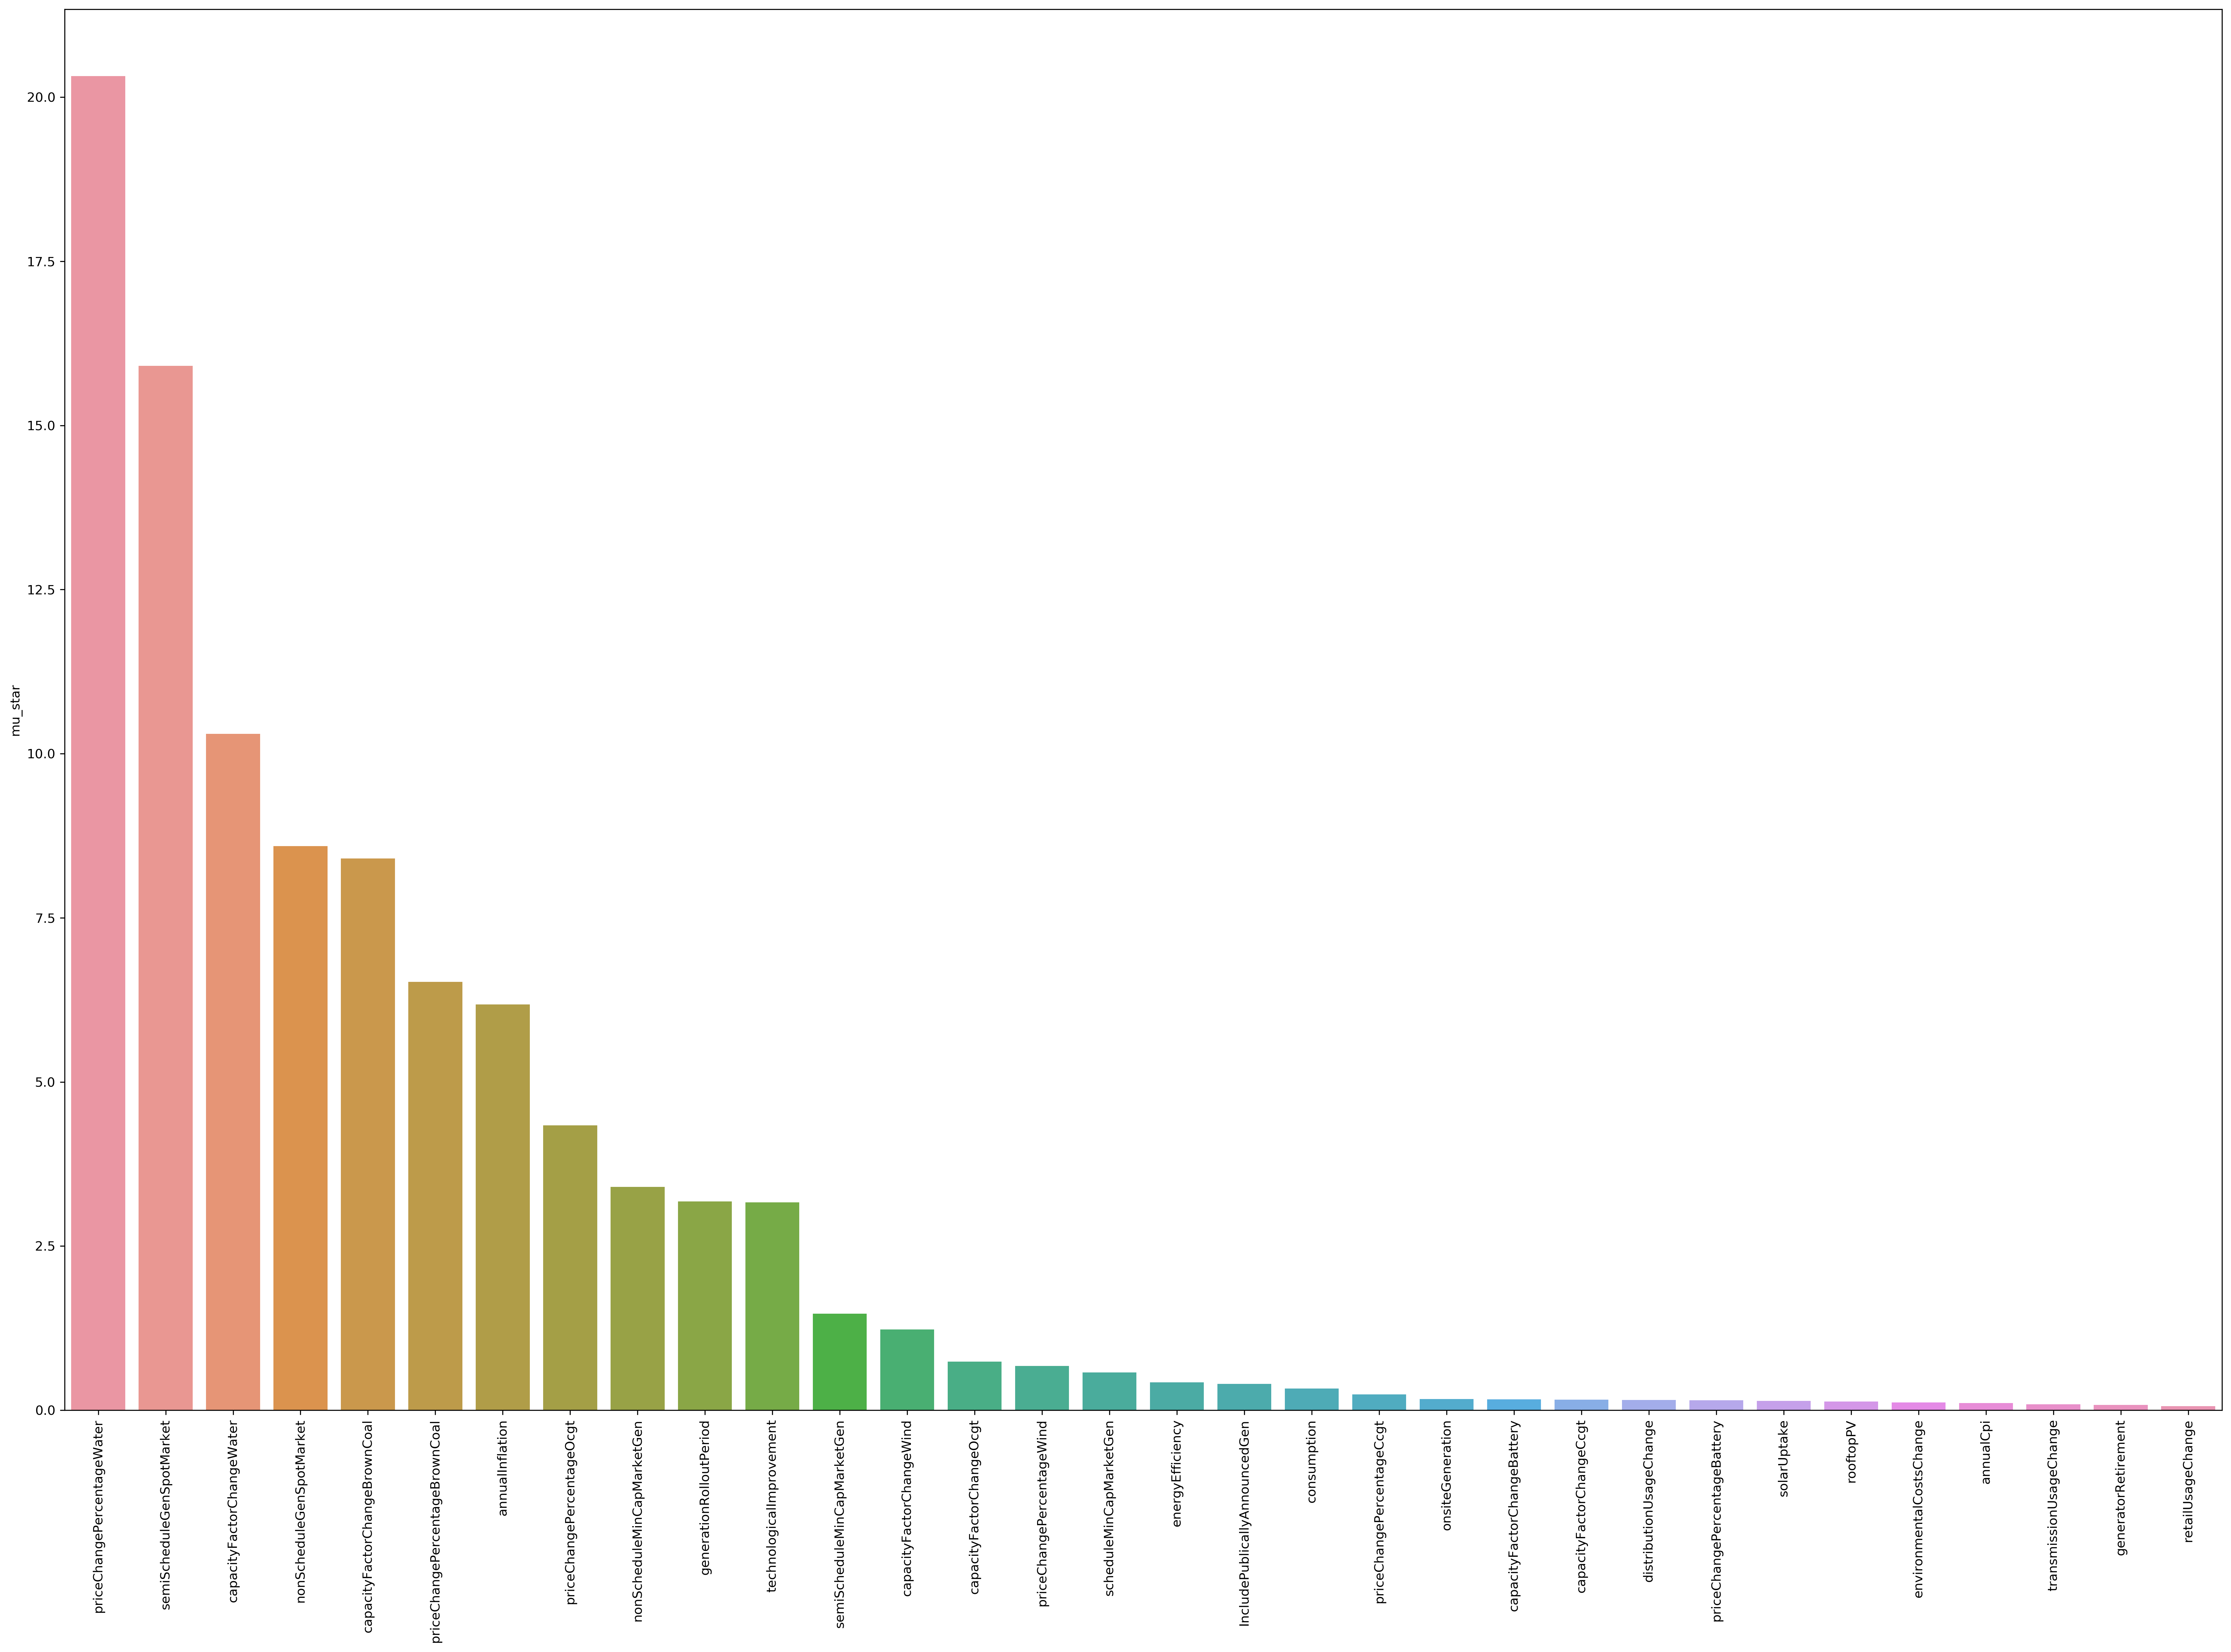 20.0
17.5
15.0
12.5
10.0
7.5
5.0
2.5
0.0
mu_star
priceChangePercentageWater
semiScheduleGenSpotMarket
capacityFactorChangeWater
nonScheduleGenSpotMarket
capacityFactorChangeBrownCoal
priceChangePercentageBrownCoal
annualInflation
priceChangePercentageOcgt
nonScheduleMinCapMarketGen
generationRolloutPeriod
technologicalImprovement
semiScheduleMinCapMarketGen
capacityFactorChangeWind
capacityFactorChangeOcgt
priceChangePercentageWind
scheduleMinCapMarketGen
energyEfficiency
IncludePublicallyAnnouncedGen
consumption
priceChangePercentageCcgt
onsiteGeneration
capacityFactorChangeBattery
capacityFactorChangeCcgt
distributionUsageChange
priceChangePercentageBattery
solarUptake
rooftopPV
environmentalCostsChange
annualCpi
transmissionUsageChange
generatorRetirement
retailUsageChange